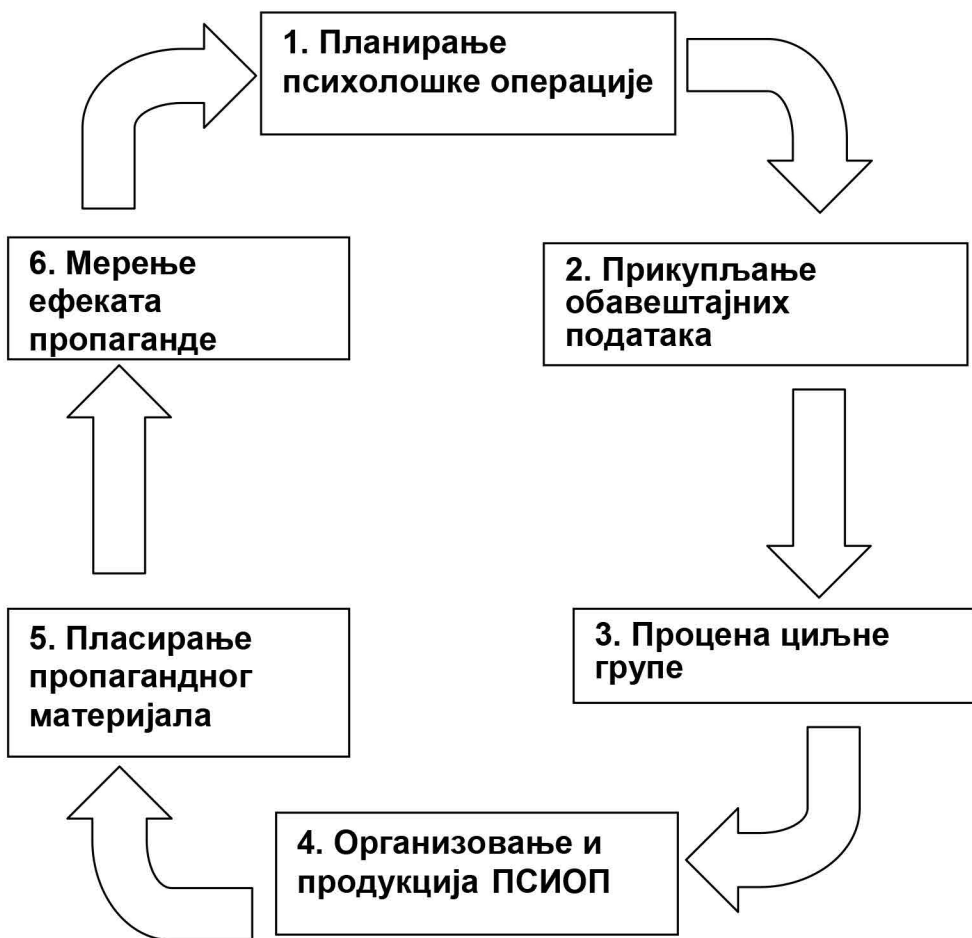 1. Планирање
психолошке операције
2. Прикупљање
обавештајних
података
3. Процена циљне
групе
4. Организовање и
продукција ПСИОП
5. Пласирање
пропагандног
материјала
6. Мерење
ефеката
пропаганде